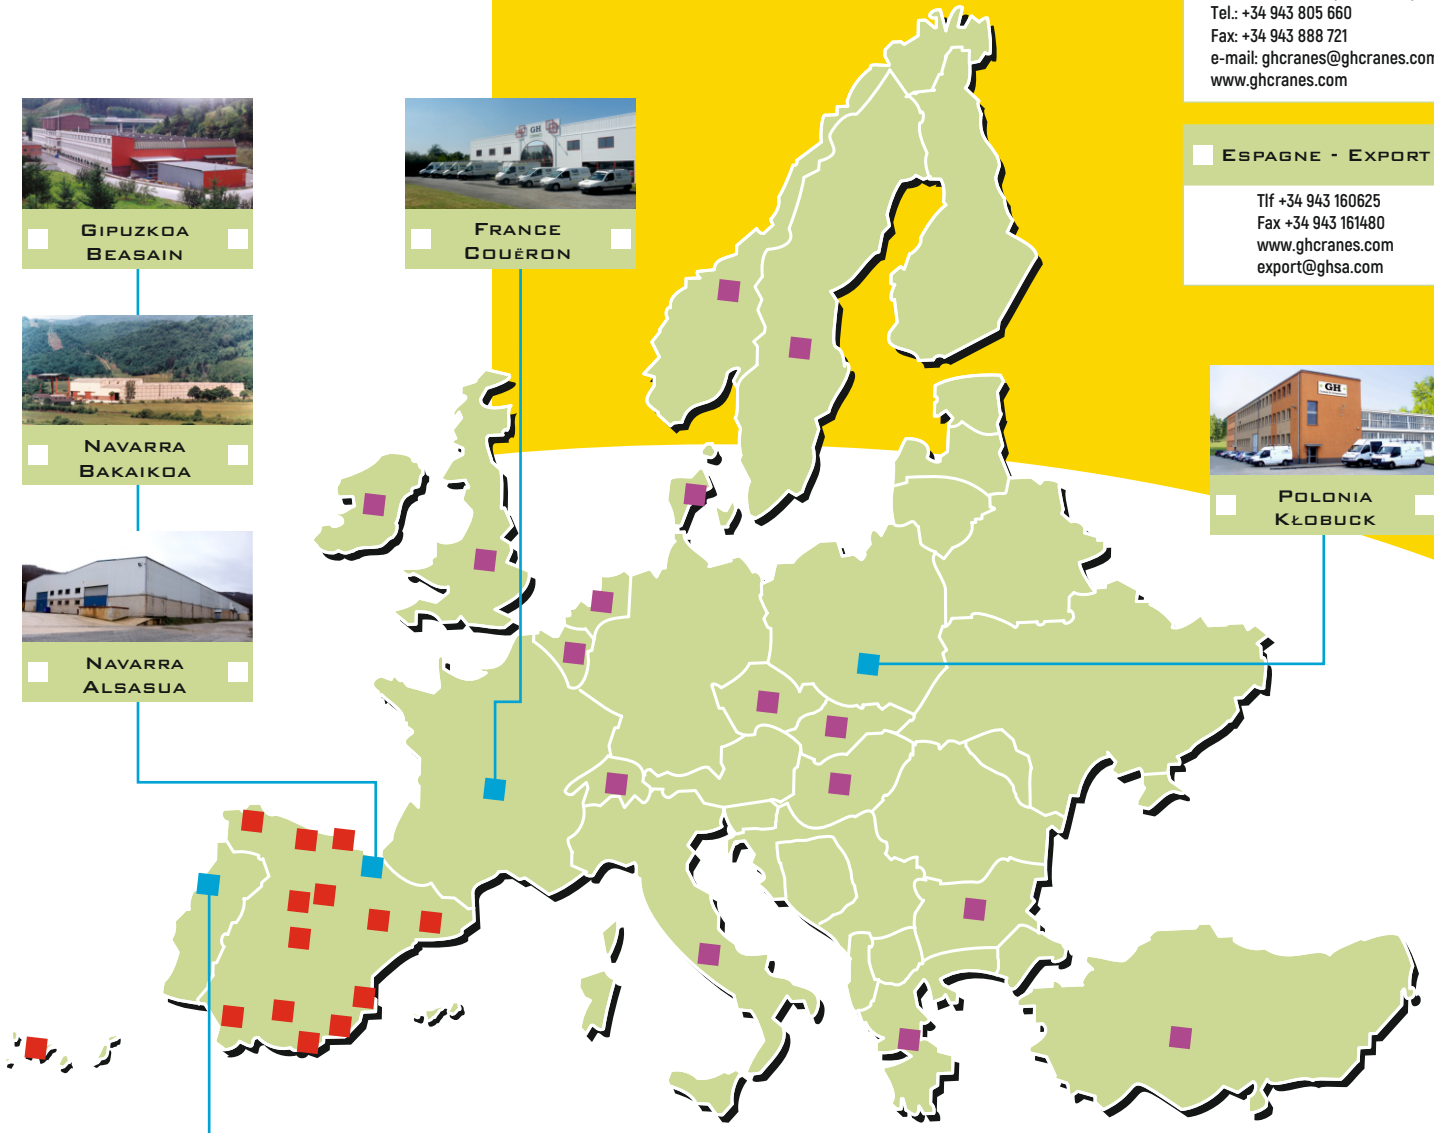 Tel.: +34 943 805 660
Fax: +34 943 888 721
e-mail: ghcranes@ghcranes.com
www.ghcranes.com
ESPAGNE - EXPORT
Tlf +34 943 160625
Fax +34 943 161480
www.ghcranes.com
export@ghsa.com
GIPUZKOA
BEASAIN
GH
FRANCE
COUËRON
NAVARRA
BAKAIKOA
GH
POLONIA
KŁOBUCK
NAVARRA
ALSASUA